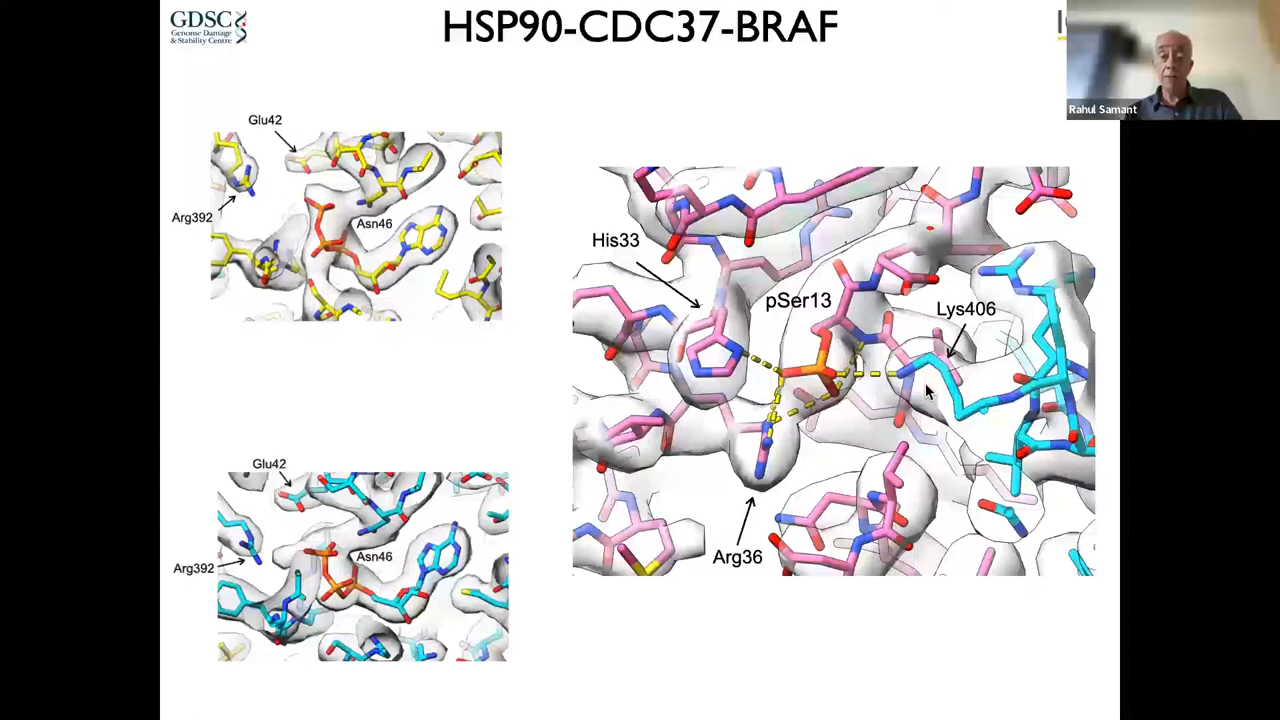 GDSC
Genome Damage
& Stability Centre
HSP90-CDC37-BRAF
Rahul Samant
Glu42
Arg392
Asn46
His33
pSer13
Lys406
Arg36
Glu42
Asn46
Arg392